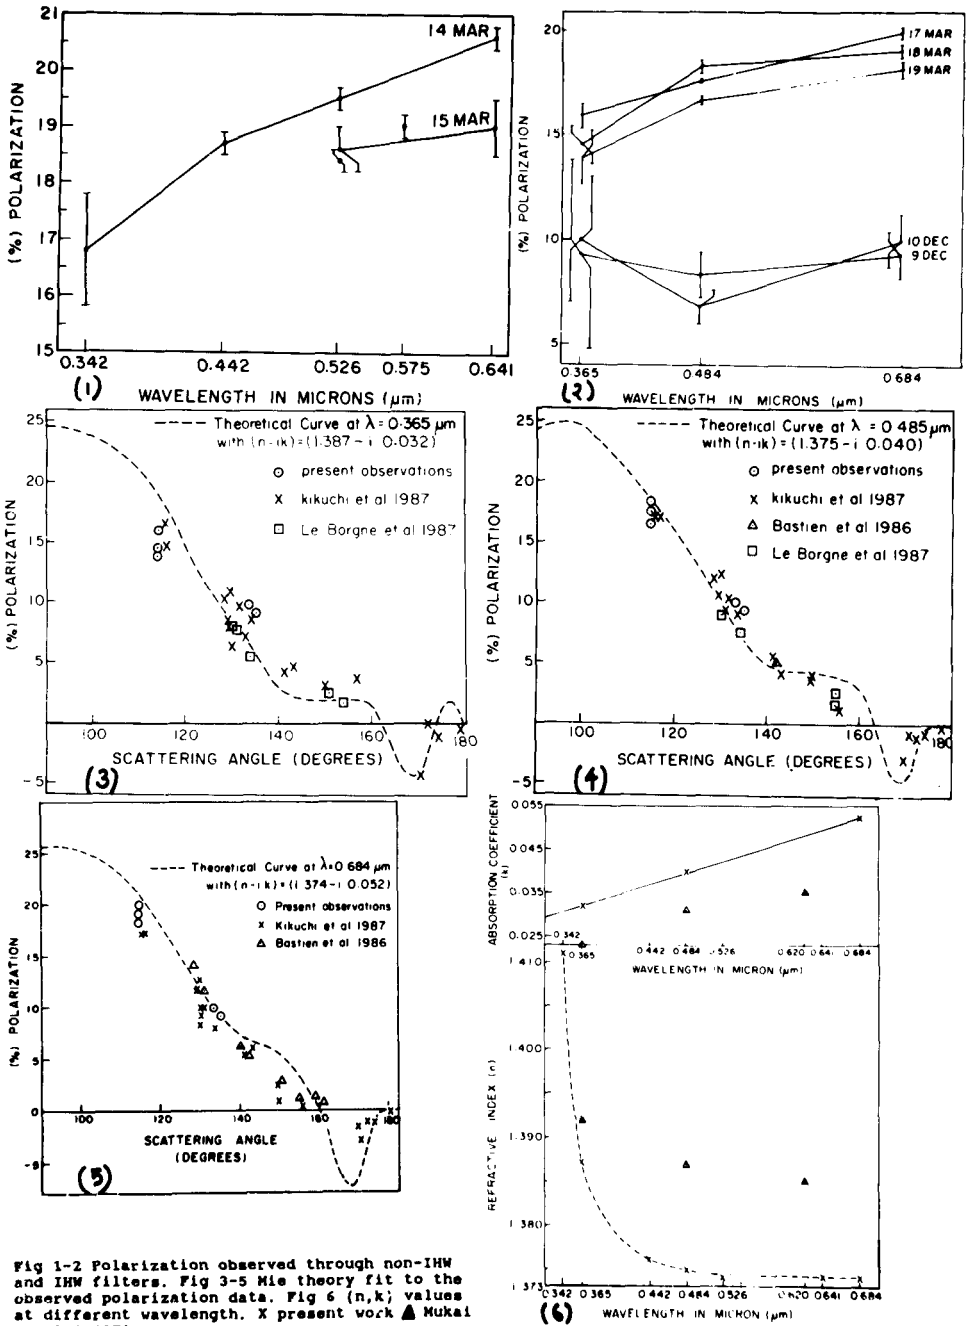 21
20
19
18
17
16
15
(%) POLARIZATION
14 MAR
15 MAR
0.342
0.442
0.526
0.575
0.641
(1)
WAVELENGTH IN MICRONS (μm)
20
15
10
5
(%) POLARIZATION
17 MAR
18 MAR
19 MAR
10 DEC
9 DEC
0.365
0.484
0.684
(2)
WAVELENGTH IN MICRONS (μm)
25
20
15
10
5
0
-5
(%) POLARIZATION
Theoretical Curve at λ=0.365 μm
with (n-ik)=(1.387-i 0.032)
present observations
kikuchi et al 1987
Le Borgne et al 1987
100
120
140
160
180
SCATTERING ANGLE (DEGREES)
(3)
25
20
15
10
5
0
-5
(%) POLARIZATION
Theoretical Curve at λ = 0.485 μm
with (n-ik)=(1.375-i 0.040)
present observations
kikuchi et al 1987
Bastien et al 1986
Le Borgne et al 1987
100
120
140
160
180
SCATTERING ANGLE (DEGREES)
(4)
25
20
15
10
5
0
-5
(%) POLARIZATION
Theoretical Curve at λ=0.684 μm
with (n-ik)=(1.374-i 0.052)
Present observations
Kikuchi et al 1987
Bastien et al 1986
100
120
140
160
180
SCATTERING ANGLE
(DEGREES)
(5)
0.055
0.045
0.035
0.025
ABSORPTION COEFFICIENT
(k)
0.342
0.365
0.442
0.484
0.526
0.620
0.641
0.684
WAVELENGTH IN MICRON (μm)
1.410
1.400
1.390
1.380
1.373
REFRACTIVE INDEX (n)
0.342
0.365
0.442
0.484
0.526
0.620
0.641
0.684
(6)
WAVELENGTH IN MICRON (μm)
Fig 1-2 Polarization observed through non-IHW
and IHW filters. Fig 3-5 Mie theory fit to the
observed polarization data. Fig 6 (n,k) values
at different wavelength. X present work ▲ Mukai